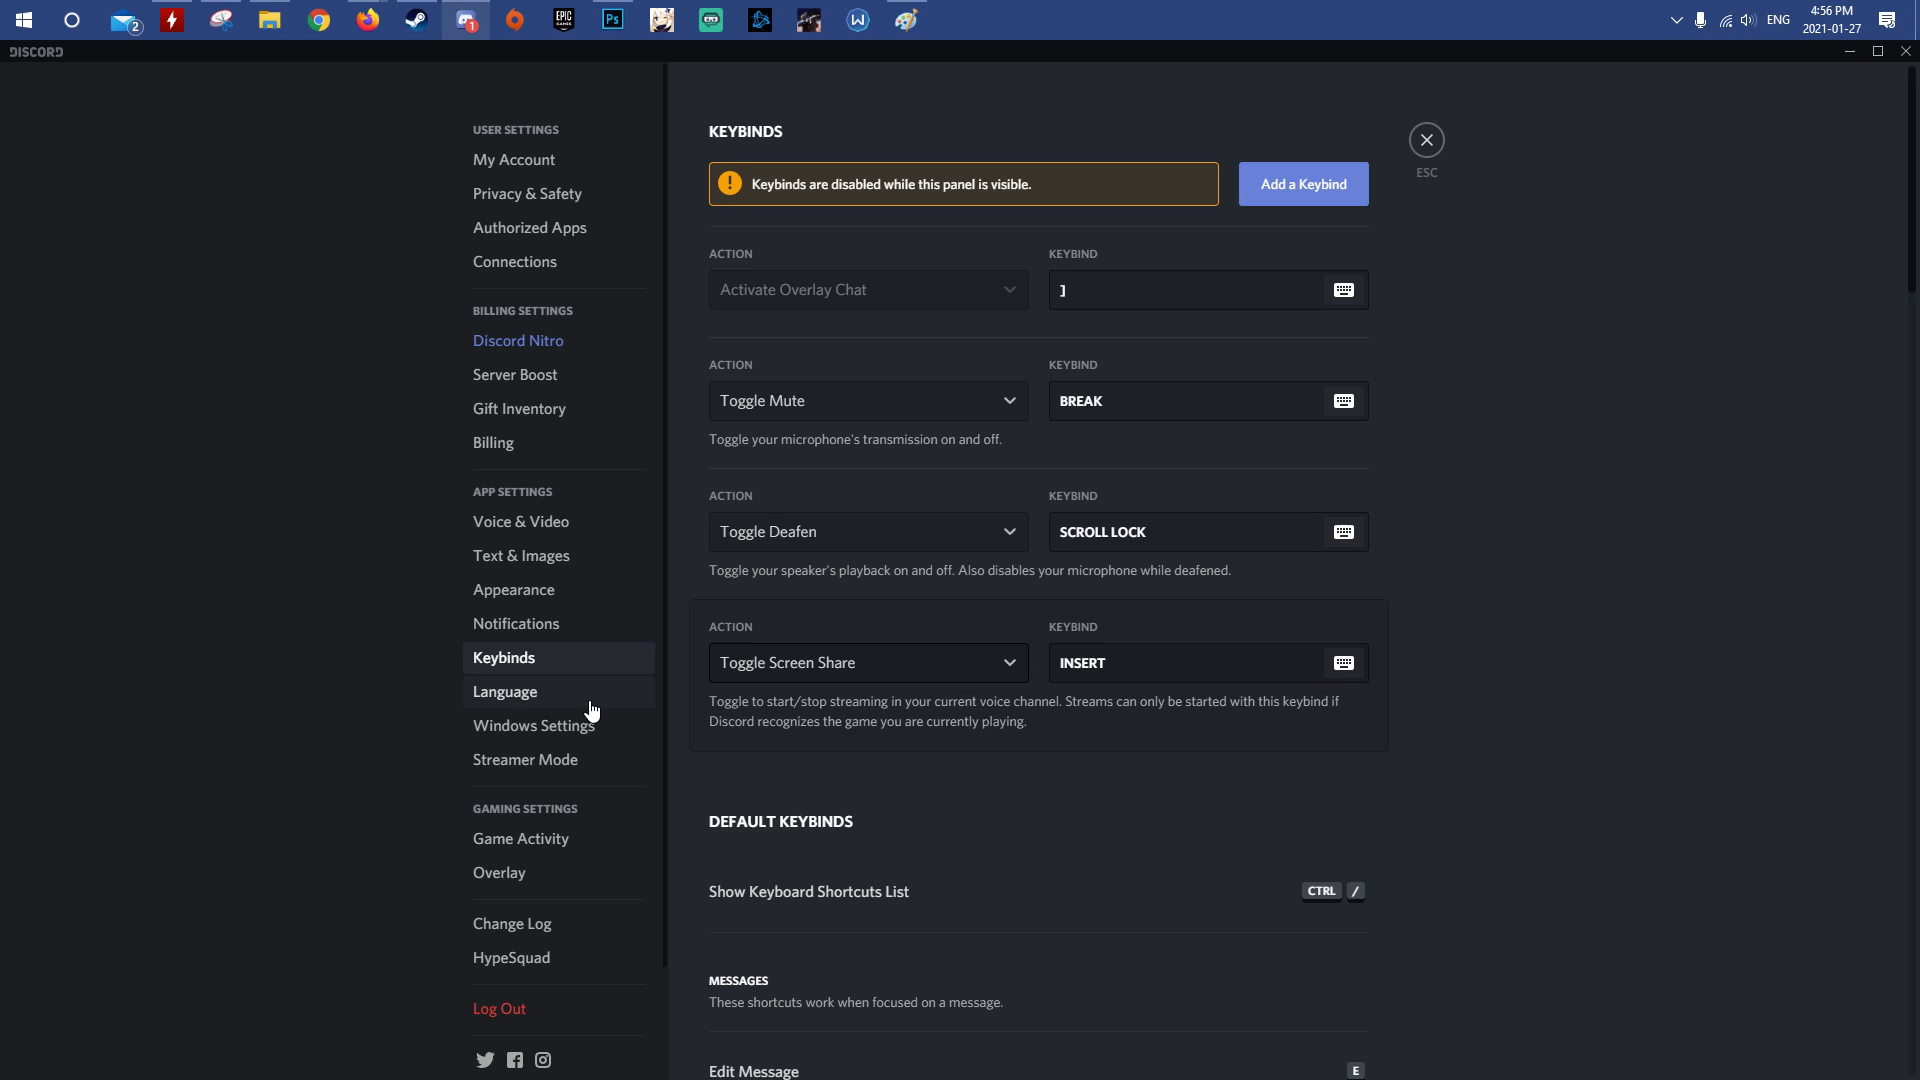 4:56 PM
ENG
2021-01-27
2
1
EPIC
GAMES
Ps
W
DISCORD
USER SETTINGS
My Account
Privacy & Safety
Authorized Apps
Connections
BILLING SETTINGS
Discord Nitro
Server Boost
Gift Inventory
Billing
APP SETTINGS
Voice & Video
Text & Images
Appearance
Notifications
Keybinds
Language
Windows Settings
Streamer Mode
GAMING SETTINGS
Game Activity
Overlay
Change Log
HypeSquad
Log Out
KEYBINDS
! Keybinds are disabled while this panel is visible.
Add a Keybind
ESC
ACTION KEYBIND
Activate Overlay Chat ]
ACTION KEYBIND
Toggle Mute BREAK
Toggle your microphone's transmission on and off.
ACTION KEYBIND
Toggle Deafen SCROLL LOCK
Toggle your speaker's playback on and off. Also disables your microphone while deafened.
ACTION KEYBIND
Toggle Screen Share INSERT
Toggle to start/stop streaming in your current voice channel. Streams can only be started with this keybind if
Discord recognizes the game you are currently playing.
DEFAULT KEYBINDS
Show Keyboard Shortcuts List CTRL /
MESSAGES
These shortcuts work when focused on a message.
Edit Message E